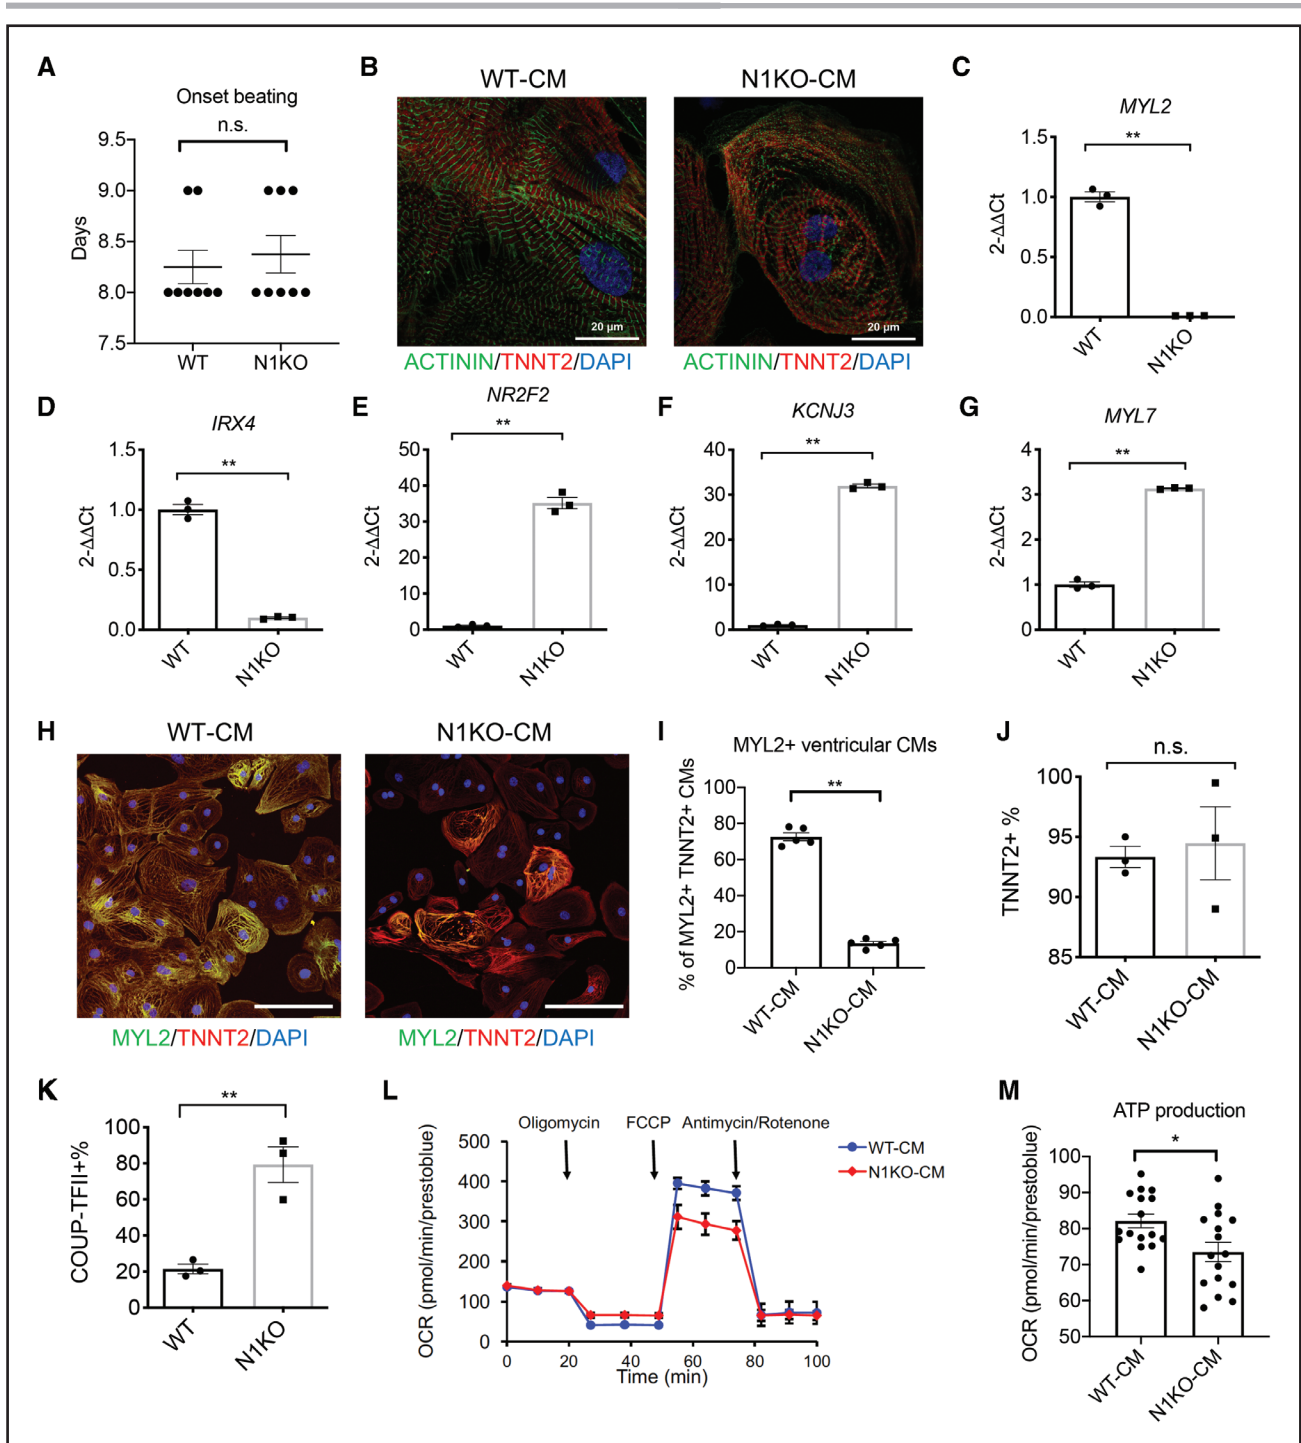 A
Onset beating
n.s.
Days
9.5
9.0
8.5
8.0
7.5
WT
N1KO
B
WT-CM
N1KO-CM
20 µm
20 µm
ACTININ/TNNT2/DAPI
ACTININ/TNNT2/DAPI
C
MYL2
**
2-ΔΔCt
1.5
1.0
0.5
0.0
WT
N1KO
D
IRX4
**
2-ΔΔCt
1.5
1.0
0.5
0.0
WT
N1KO
E
NR2F2
**
2-ΔΔCt
50
40
30
20
10
0
WT
N1KO
F
KCNJ3
**
2-ΔΔCt
40
30
20
10
0
WT
N1KO
G
MYL7
**
2-ΔΔCt
4
3
2
1
0
WT
N1KO
H
WT-CM
N1KO-CM
MYL2/TNNT2/DAPI
MYL2/TNNT2/DAPI
I
MYL2+ ventricular CMs
**
% of MYL2+ TNNT2+ CMs
100
80
60
40
20
0
WT-CM
N1KO-CM
J
n.s.
TNNT2+ %
100
95
90
85
WT-CM
N1KO-CM
K
**
COUP-TFII+%
100
80
60
40
20
0
WT
N1KO
L
Oligomycin
FCCP
Antimycin/Rotenone
WT-CM
N1KO-CM
OCR (pmol/min/prestoblue)
500
400
300
200
100
0
0
20
40
60
80
100
Time (min)
M
ATP production
*
OCR (pmol/min/prestoblue)
100
90
80
70
60
50
WT-CM
N1KO-CM